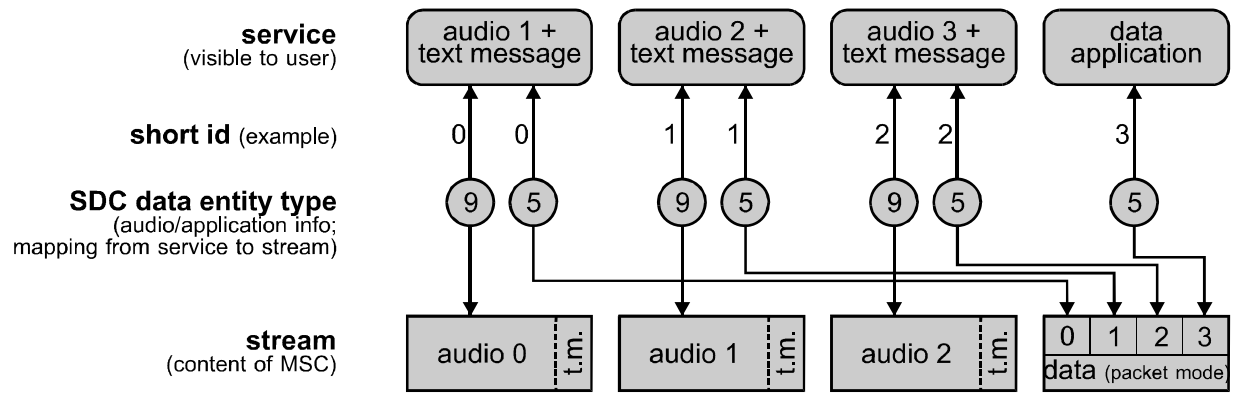 service
(visible to user)
audio 1 +
text message
audio 2 +
text message
audio 3 +
text message
data
application
short id (example)
0 0 1 1 2 2 3
SDC data entity type
(audio/application info;
mapping from service to stream)
9 5 9 5 9 5 5
stream
(content of MSC)
audio 0
t.m.
audio 1
t.m.
audio 2
t.m.
0 1 2 3
data (packet mode)